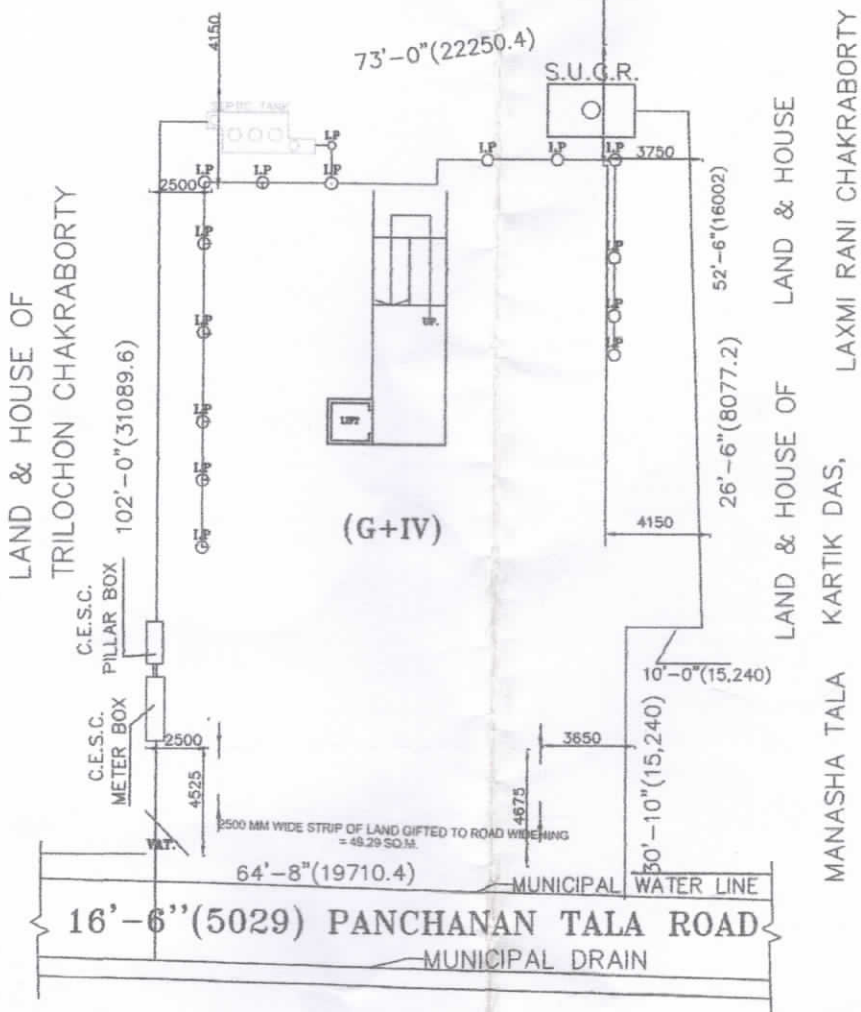 4150
73'-0"(22250.4)
S.U.G.R.
SEPTIC TANK
LP
LP
LP
LP
LP
LP
LP
3750
2500
LP
LP
LP
LP
LP
LP
LP
LP
UP.
LIFT
(G+IV)
LAND & HOUSE OF
TRILOCHON CHAKRABORTY
102'-0"(31089.6)
52'-6"(16002)
26'-6"(8077.2)
LAND & HOUSE
LAXMI RANI CHAKRABORTY
LAND & HOUSE OF
KARTIK DAS,
MANASHA TALA
4150
C.E.S.C.
PILLAR BOX
C.E.S.C.
METER BOX
10'-0"(15,240)
2500
3650
4525
4675
30'-10"(15,240)
VAT.
2500 MM WIDE STRIP OF LAND GIFTED TO ROAD WIDENING
= 49.29 SQ.M.
64'-8"(19710.4)
MUNICIPAL WATER LINE
16'-6''(5029) PANCHANAN TALA ROAD
MUNICIPAL DRAIN